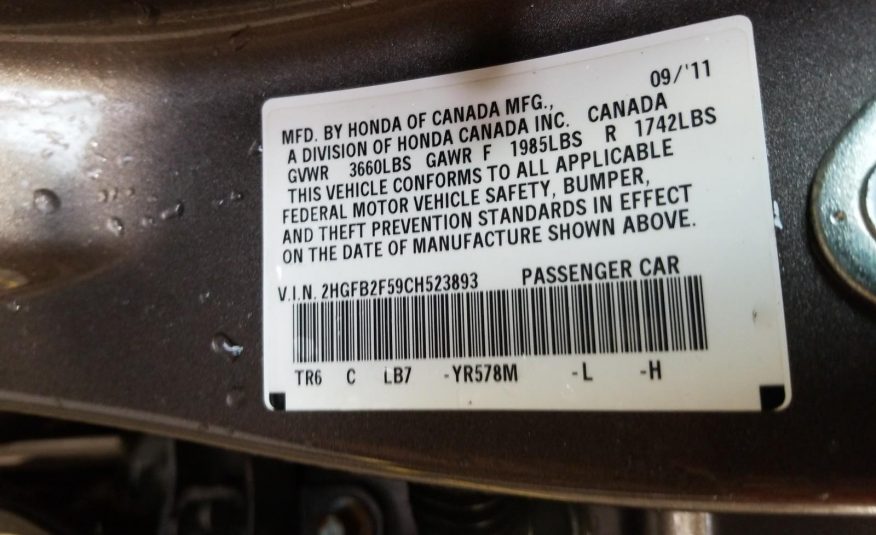 09/'11
MFD. BY HONDA OF CANADA MFG.,
A DIVISION OF HONDA CANADA INC. CANADA
GVWR 3660LBS GAWR F 1985LBS R 1742LBS
THIS VEHICLE CONFORMS TO ALL APPLICABLE
FEDERAL MOTOR VEHICLE SAFETY, BUMPER,
AND THEFT PREVENTION STANDARDS IN EFFECT
ON THE DATE OF MANUFACTURE SHOWN ABOVE.
V.I.N. 2HGFB2F59CH523893 PASSENGER CAR
TR6 C LB7 -YR578M -L -H